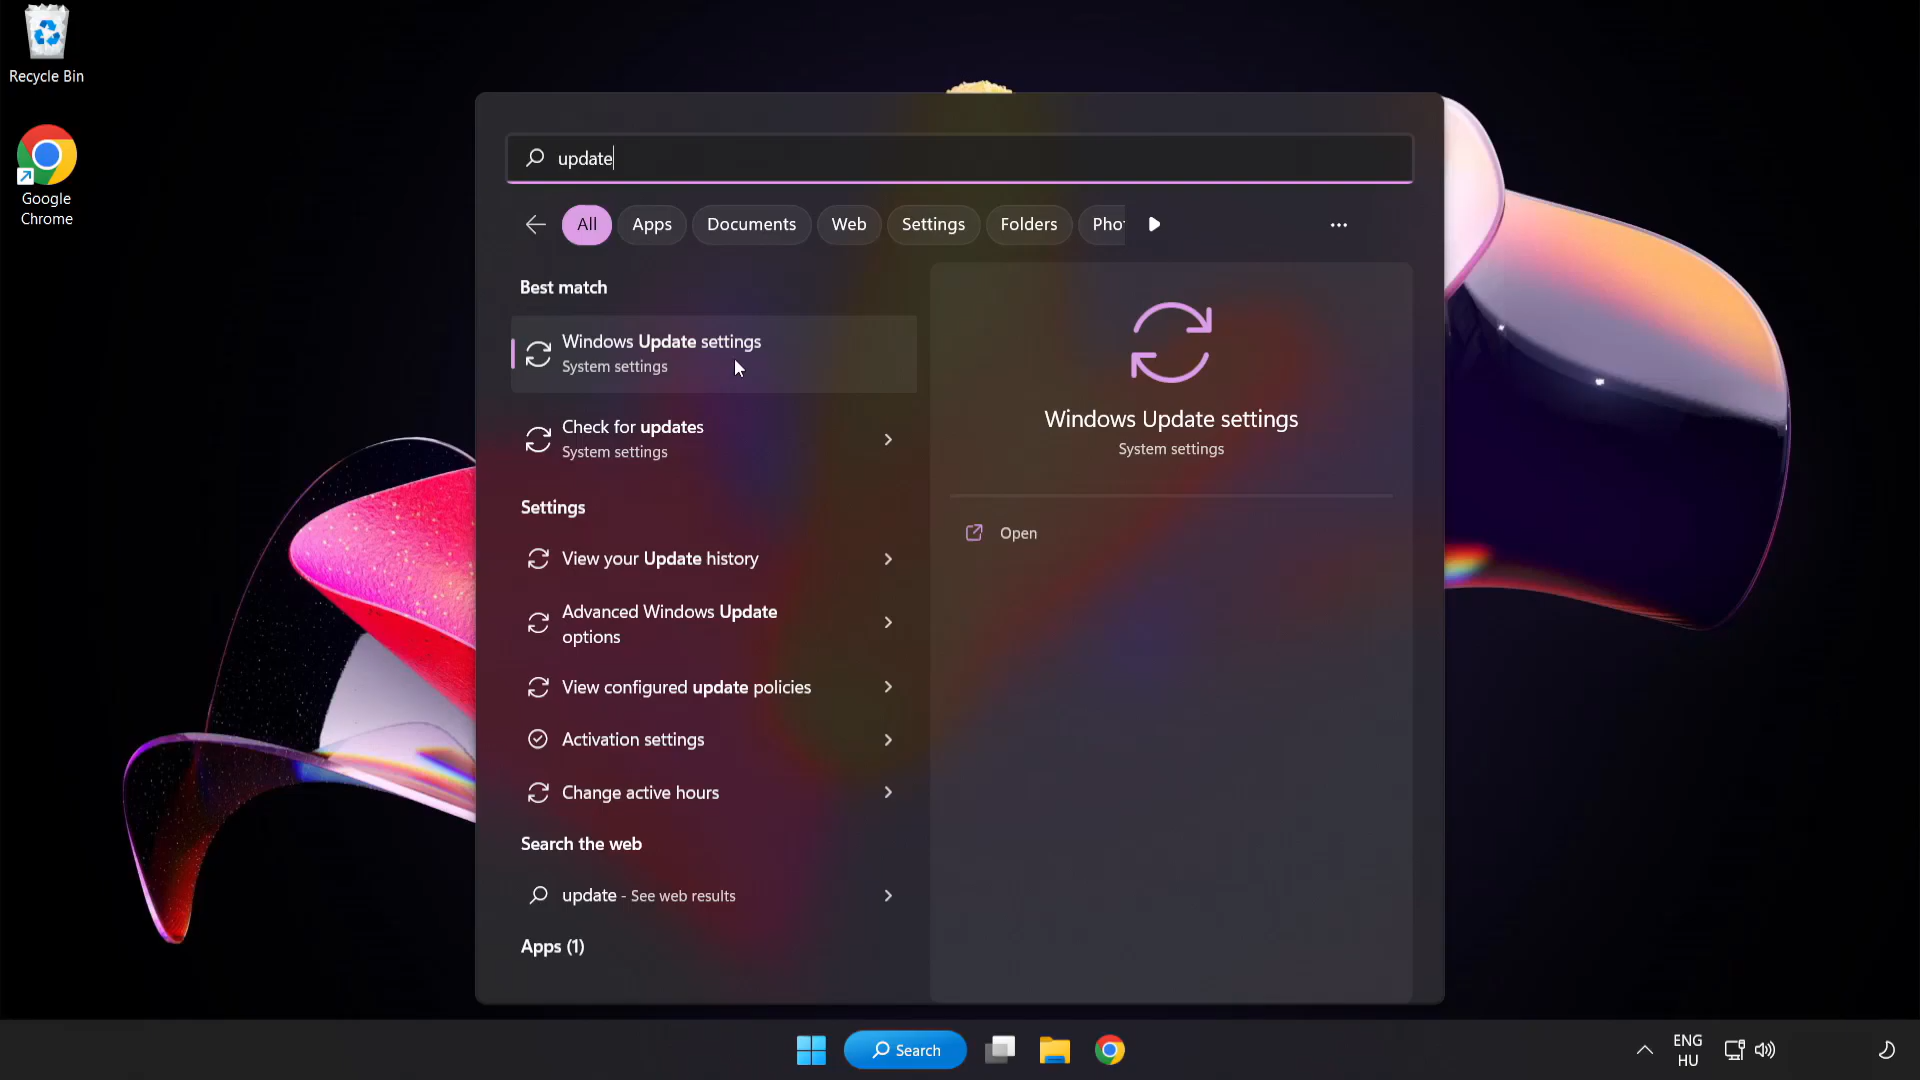 Recycle Bin
Google
Chrome
update
All
Apps
Documents
Web
Settings
Folders
Pho
Best match
Windows Update settings
System settings
Check for updates
System settings
Settings
View your Update history
Advanced Windows Update
options
View configured update policies
Activation settings
Change active hours
Search the web
update - See web results
Apps (1)
Windows Update settings
System settings
Open
Search
ENG
HU